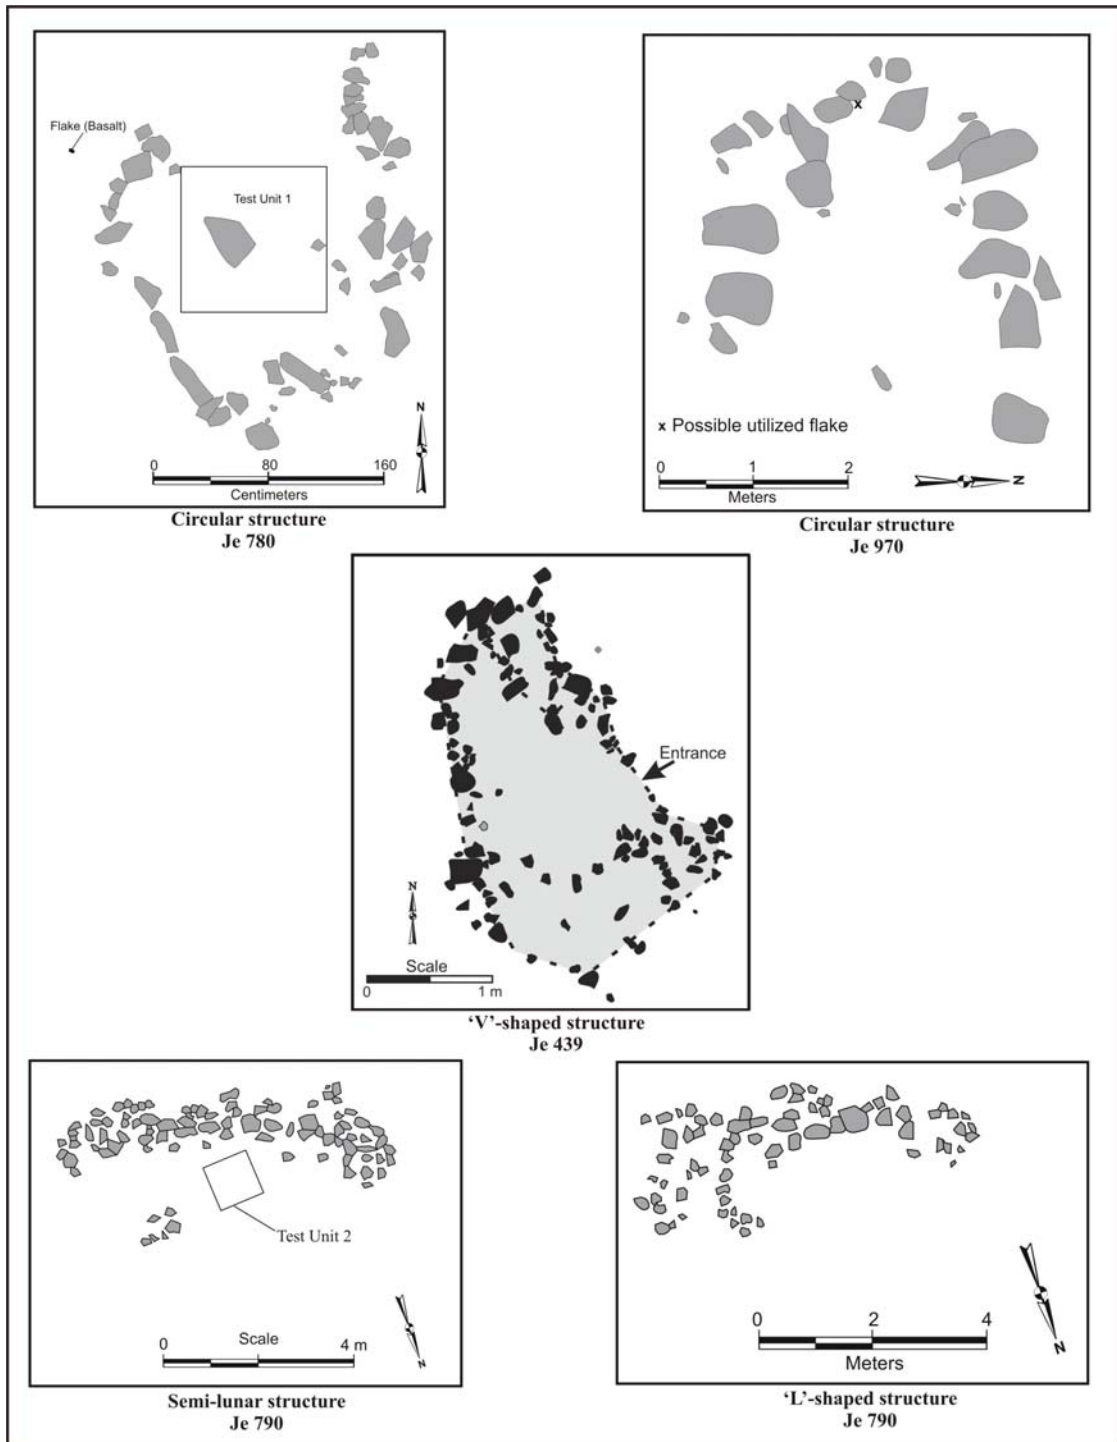 Flake (Basalt)
Test Unit 1
N
0 80 160
Centimeters
Circular structure
Je 780
x
x Possible utilized flake
0 1 2
Meters
N
Circular structure
Je 970
Entrance
N
Scale
0 1 m
‘V’-shaped structure
Je 439
Test Unit 2
0 Scale 4 m
N
Semi-lunar structure
Je 790
0 2 4
Meters
N
‘L’-shaped structure
Je 790